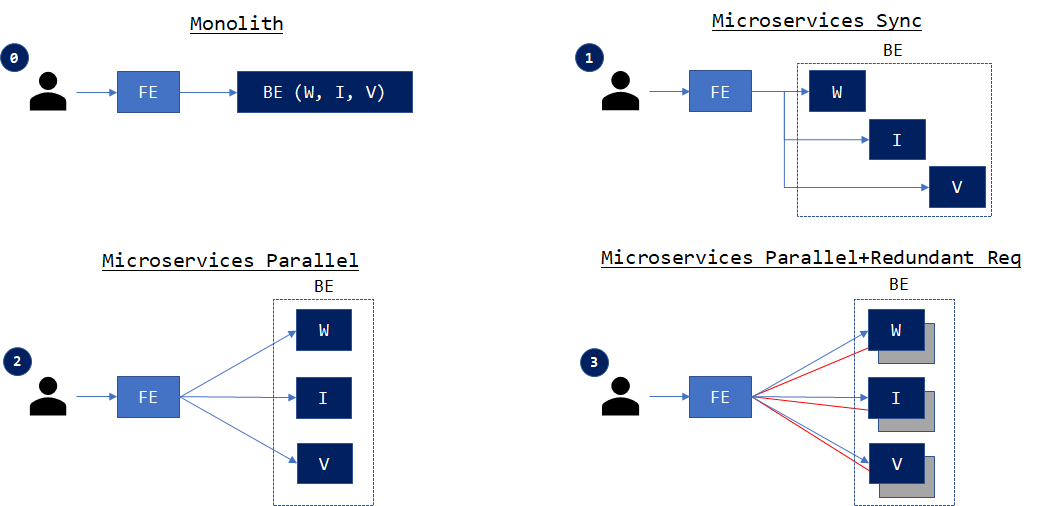 Monolith
0
FE
BE (W, I, V)
Microservices Sync
BE
1
FE
W
I
V
Microservices Parallel
BE
2
FE
W
I
V
Microservices Parallel+Redundant Req
BE
3
FE
W
I
V